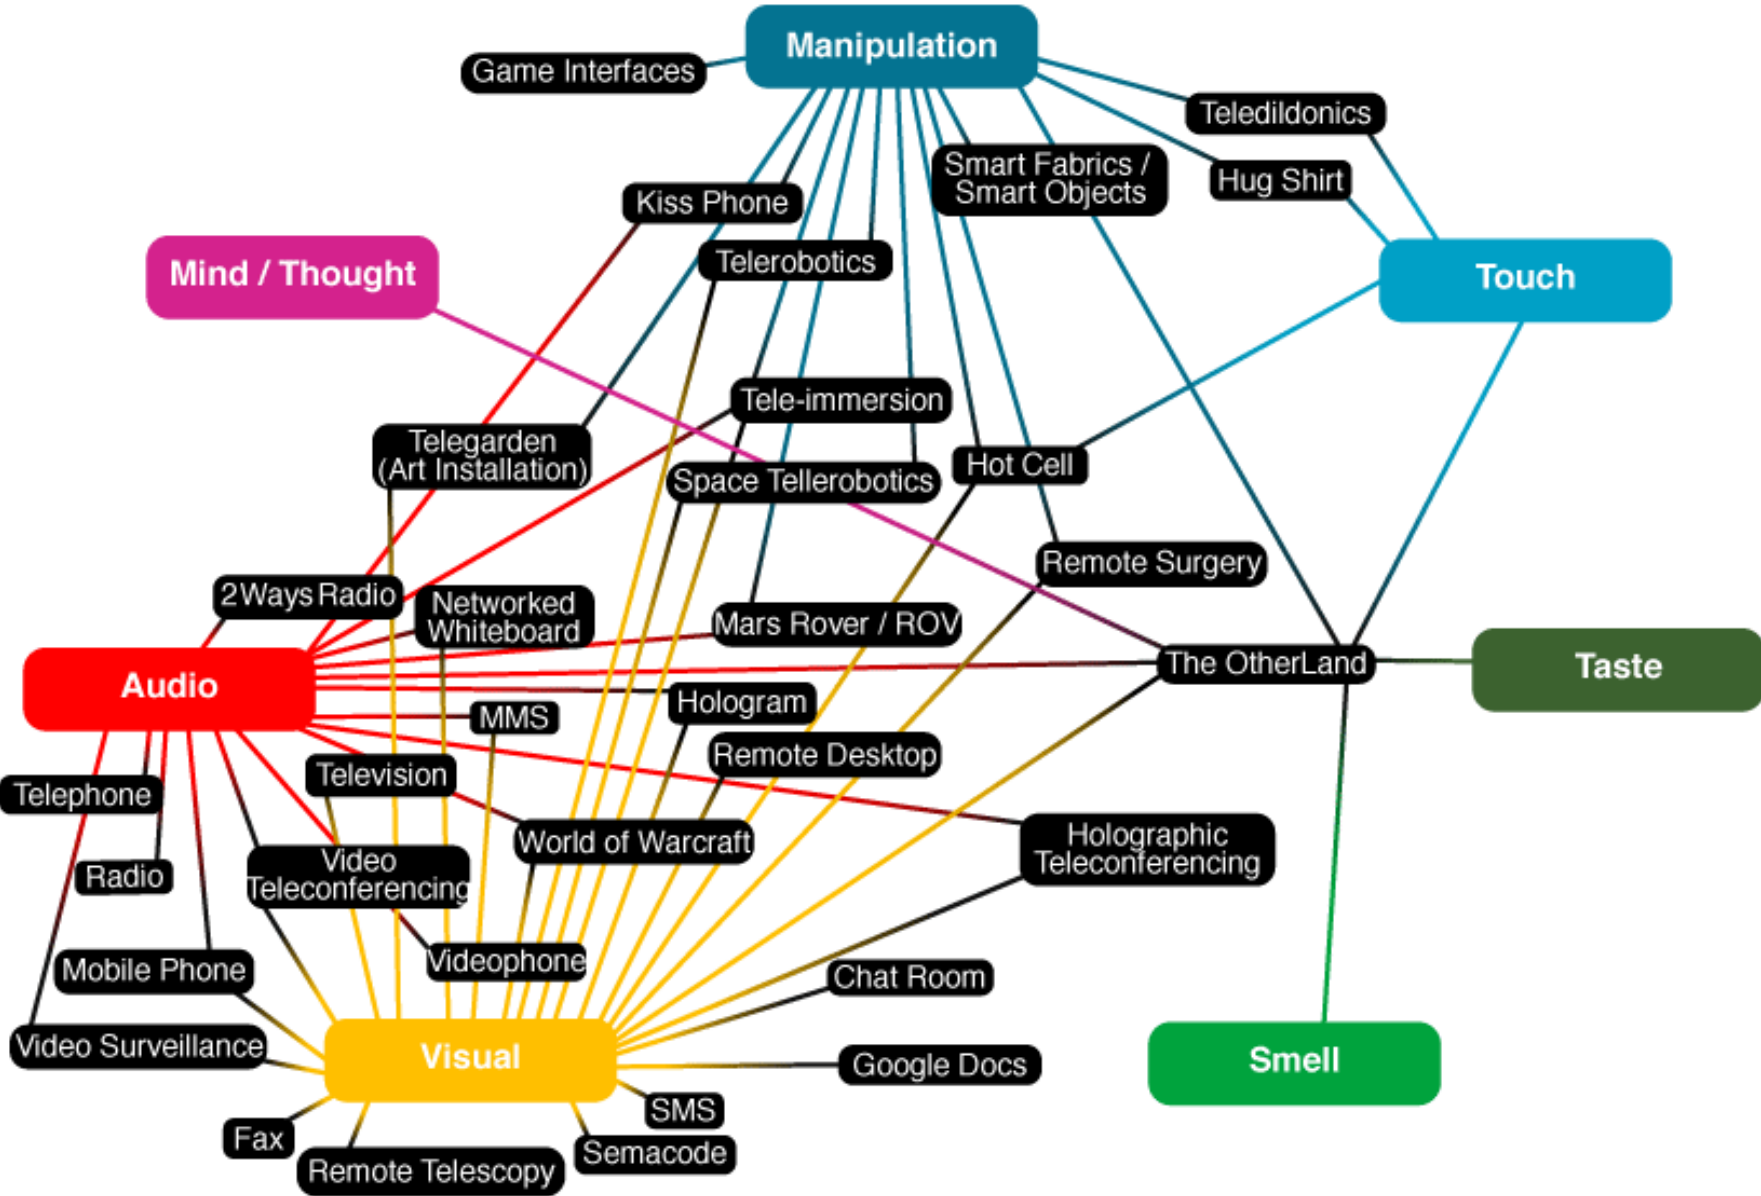 Manipulation
Game Interfaces
Teledildonics
Smart Fabrics /
Smart Objects
Hug Shirt
Kiss Phone
Telerobotics
Mind / Thought
Touch
Tele-immersion
Telegarden
(Art Installation)
Space Tellerobotics
Hot Cell
Remote Surgery
2Ways Radio
Networked
Whiteboard
Mars Rover / ROV
The OtherLand
Taste
Audio
Hologram
MMS
Remote Desktop
Television
Telephone
World of Warcraft
Holographic
Teleconferencing
Video
Teleconferencing
Radio
Videophone
Mobile Phone
Chat Room
Video Surveillance
Visual
Google Docs
Smell
SMS
Fax
Semacode
Remote Telescopy